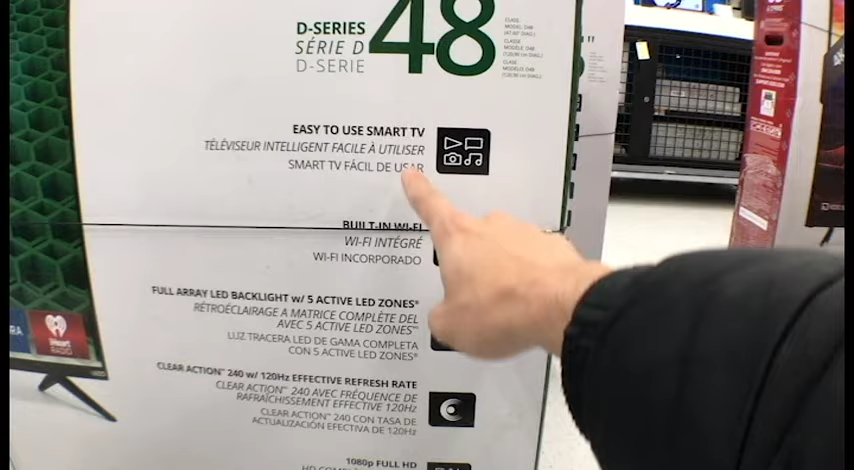 D-SERIES
SÉRIE D
D-SERIE
48
EASY TO USE SMART TV
TÉLÉVISEUR INTELLIGENT FACILE À UTILISER
SMART TV FÁCIL DE USAR
BUILT-IN WI-FI
WI-FI INTÉGRÉ
WI-FI INCORPORADO
FULL ARRAY LED BACKLIGHT w/ 5 ACTIVE LED ZONES®
RÉTROÉCLAIRAGE A MATRICE COMPLÈTE DEL
AVEC 5 ACTIVE LED ZONES
LUZ TRACERA LED DE GAMA COMPLETA
CON 5 ACTIVE LED ZONES®
CLEAR ACTION™ 240 w/ 120Hz EFFECTIVE REFRESH RATE
CLEAR ACTION™ 240 AVEC FRÉQUENCE DE
RAFRAÎCHISSEMENT EFFECTIVE 120Hz
CLEAR ACTION™ 240 CON TASA DE
ACTUALIZACIÓN EFECTIVA DE 120Hz
1080p FULL HD
iHeart
RADIO